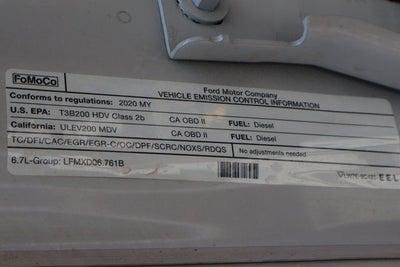 FoMoCo
Ford Motor Company
VEHICLE EMISSION CONTROL INFORMATION
Conforms to regulations: 2020 MY
U.S. EPA: T3B200 HDV Class 2b CA OBD II FUEL: Diesel
California: ULEV200 MDV CA OBD II FUEL: Diesel
TC/DFI/CAC/EGR/EGR-C/OC/DPF/SCRC/NOXS/RDQS No adjustments needed.
6.7L-Group: LFMXD06.761B
EEL